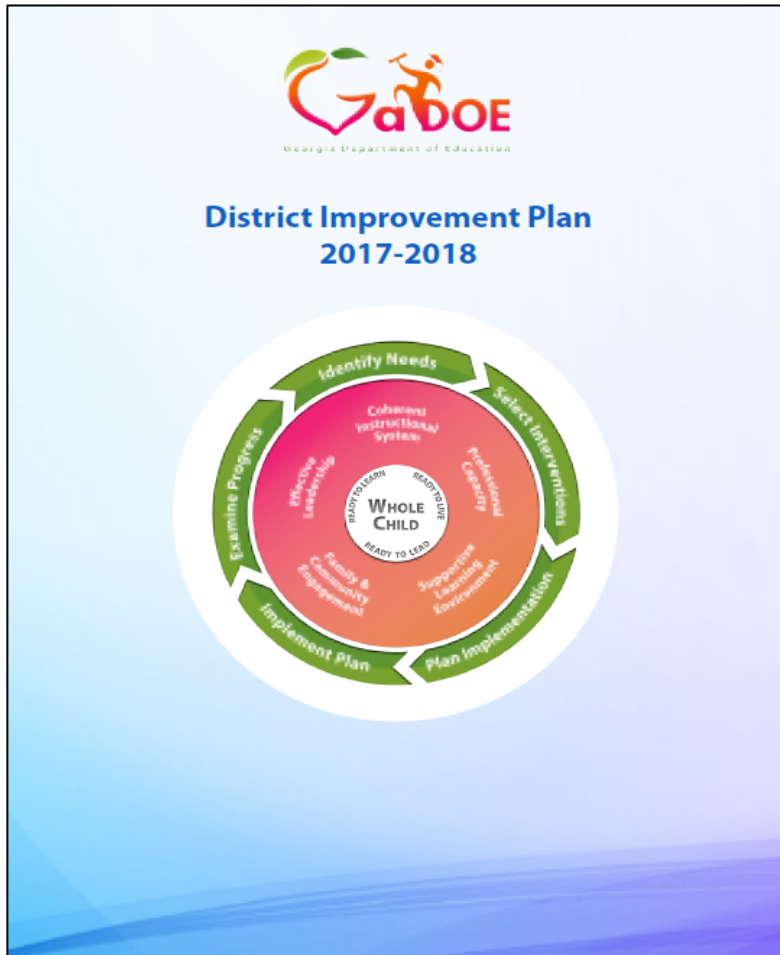 GaDOE
Georgia Department of Education
District Improvement Plan
2017-2018
Identify Needs
Select Interventions
Plan Implementation
Implement Plan
Examine Progress
Coherent
Instructional
System
Professional
Capacity
Supportive
Learning
Environment
Family &
Community
Engagement
Effective
Leadership
READY TO LEARN
READY TO LIVE
READY TO LEAD
WHOLE
CHILD